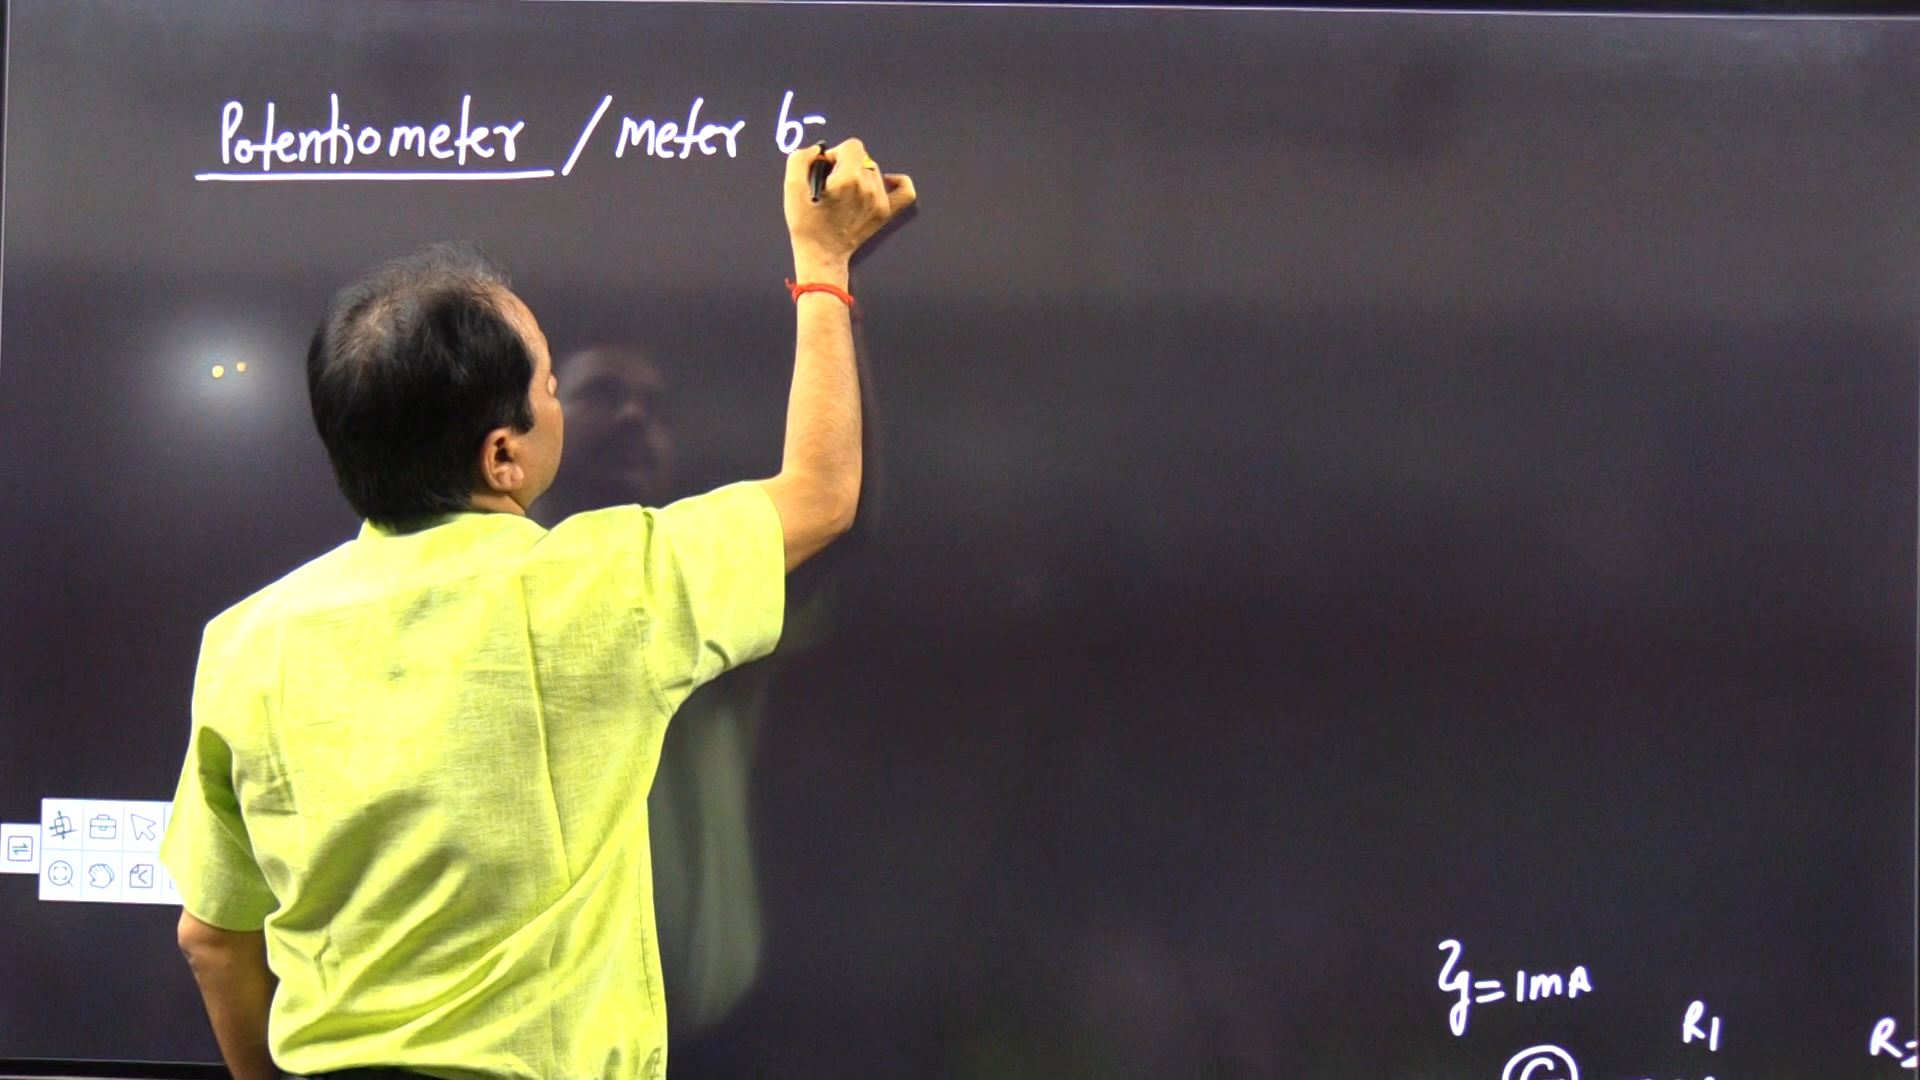 Potentiometer / meter b
Ig = 1mA
R1
G